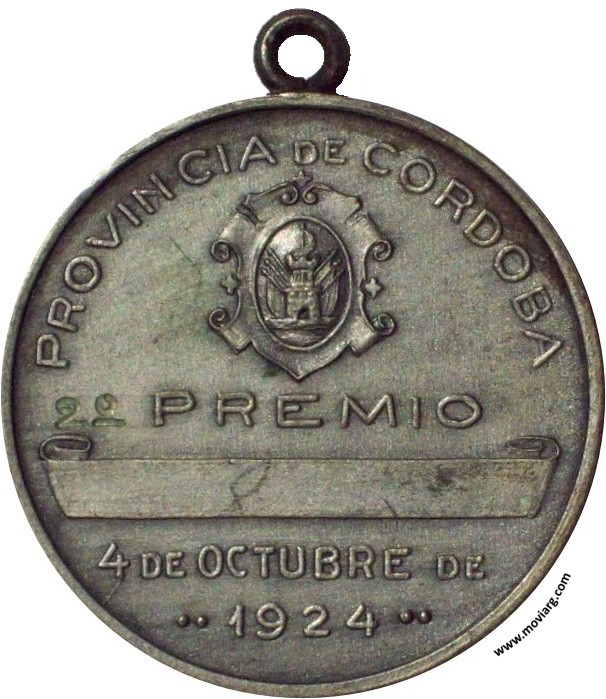 PROVINCIA DE CORDOBA
2º PREMIO
4 DE OCTUBRE DE
·· 1924 ··
www.moviarg.com